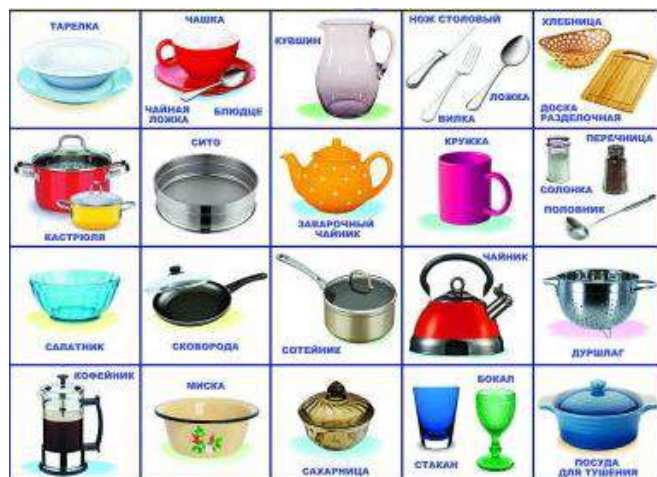 ТАРЕЛКА
ЧАШКА
ЧАЙНАЯ
ЛОЖКА
БЛЮДЦЕ
КУВШИН
НОЖ СТОЛОВЫЙ
ЛОЖКА
ВИЛКА
ХЛЕБНИЦА
ДОСКА
РАЗДЕЛОЧНАЯ
КАСТРЮЛЯ
СИТО
ЗАВАРОЧНЫЙ
ЧАЙНИК
КРУЖКА
ПЕРЕЧНИЦА
СОЛОНКА
ПОЛОВНИК
САЛАТНИК
СКОВОРОДА
СОТЕЙНИК
ЧАЙНИК
ДУРШЛАГ
КОФЕЙНИК
МИСКА
САХАРНИЦА
БОКАЛ
СТАКАН
ПОСУДА
ДЛЯ ТУШЕНИЯ